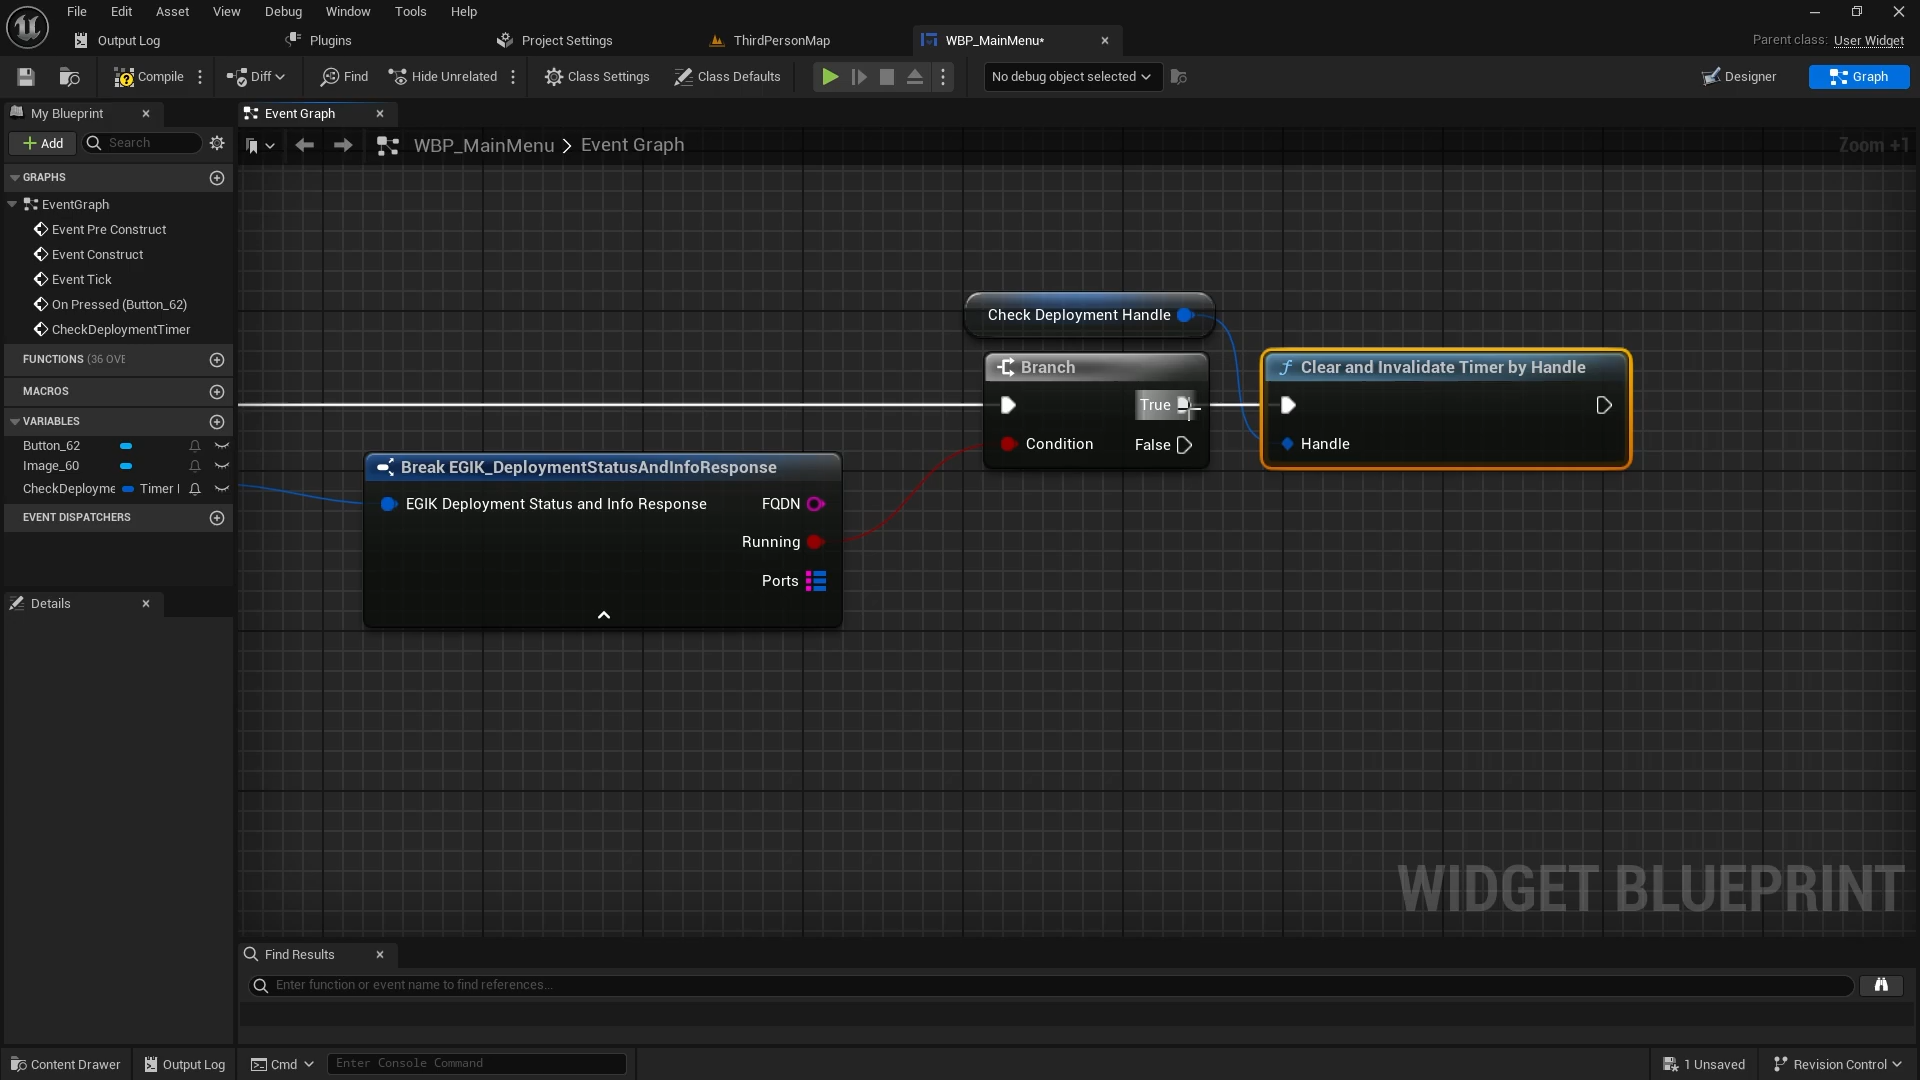 File Edit Asset View Debug Window Tools Help
Output Log Plugins Project Settings ThirdPersonMap WBP_MainMenu* Parent class: User Widget
Compile Diff Find Hide Unrelated Class Settings Class Defaults No debug object selected Designer Graph
My Blueprint Event Graph
Add Search WBP_MainMenu > Event Graph Zoom +1
GRAPHS
EventGraph
Event Pre Construct
Event Construct
Event Tick
On Pressed (Button_62)
CheckDeploymentTimer
FUNCTIONS (36 OVE
MACROS
VARIABLES
Button_62
Image_60
CheckDeployme Timer
EVENT DISPATCHERS
Details
Check Deployment Handle
Branch
True
Condition False
Clear and Invalidate Timer by Handle
Handle
Break EGIK_DeploymentStatusAndInfoResponse
EGIK Deployment Status and Info Response FQDN
Running
Ports
WIDGET BLUEPRINT
Find Results
Enter function or event name to find references...
Content Drawer Output Log Cmd Enter Console Command 1 Unsaved Revision Control